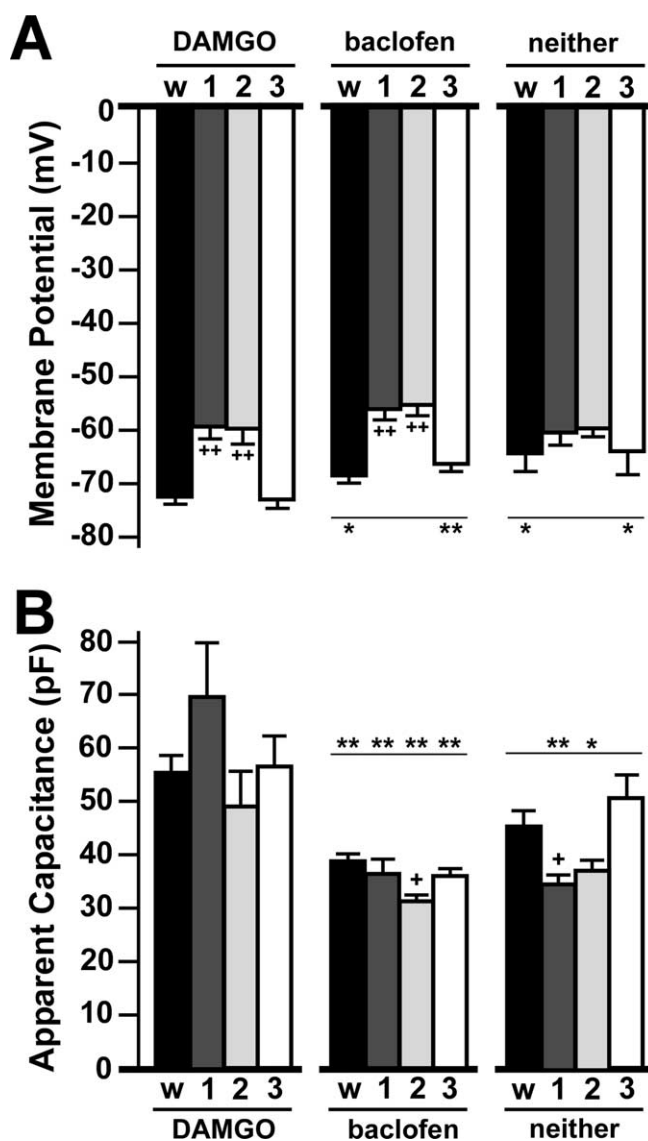 A
DAMGO baclofen neither
w 1 2 3 w 1 2 3 w 1 2 3
Membrane Potential (mV)
0
-10
-20
-30
-40
-50
-60
-70
-80
++ ++ ++ ++
* ** * *
B
Apparent Capacitance (pF)
80
70
60
50
40
30
20
10
0
** ** ** ** ** *
+ +
w 1 2 3 w 1 2 3 w 1 2 3
DAMGO baclofen neither